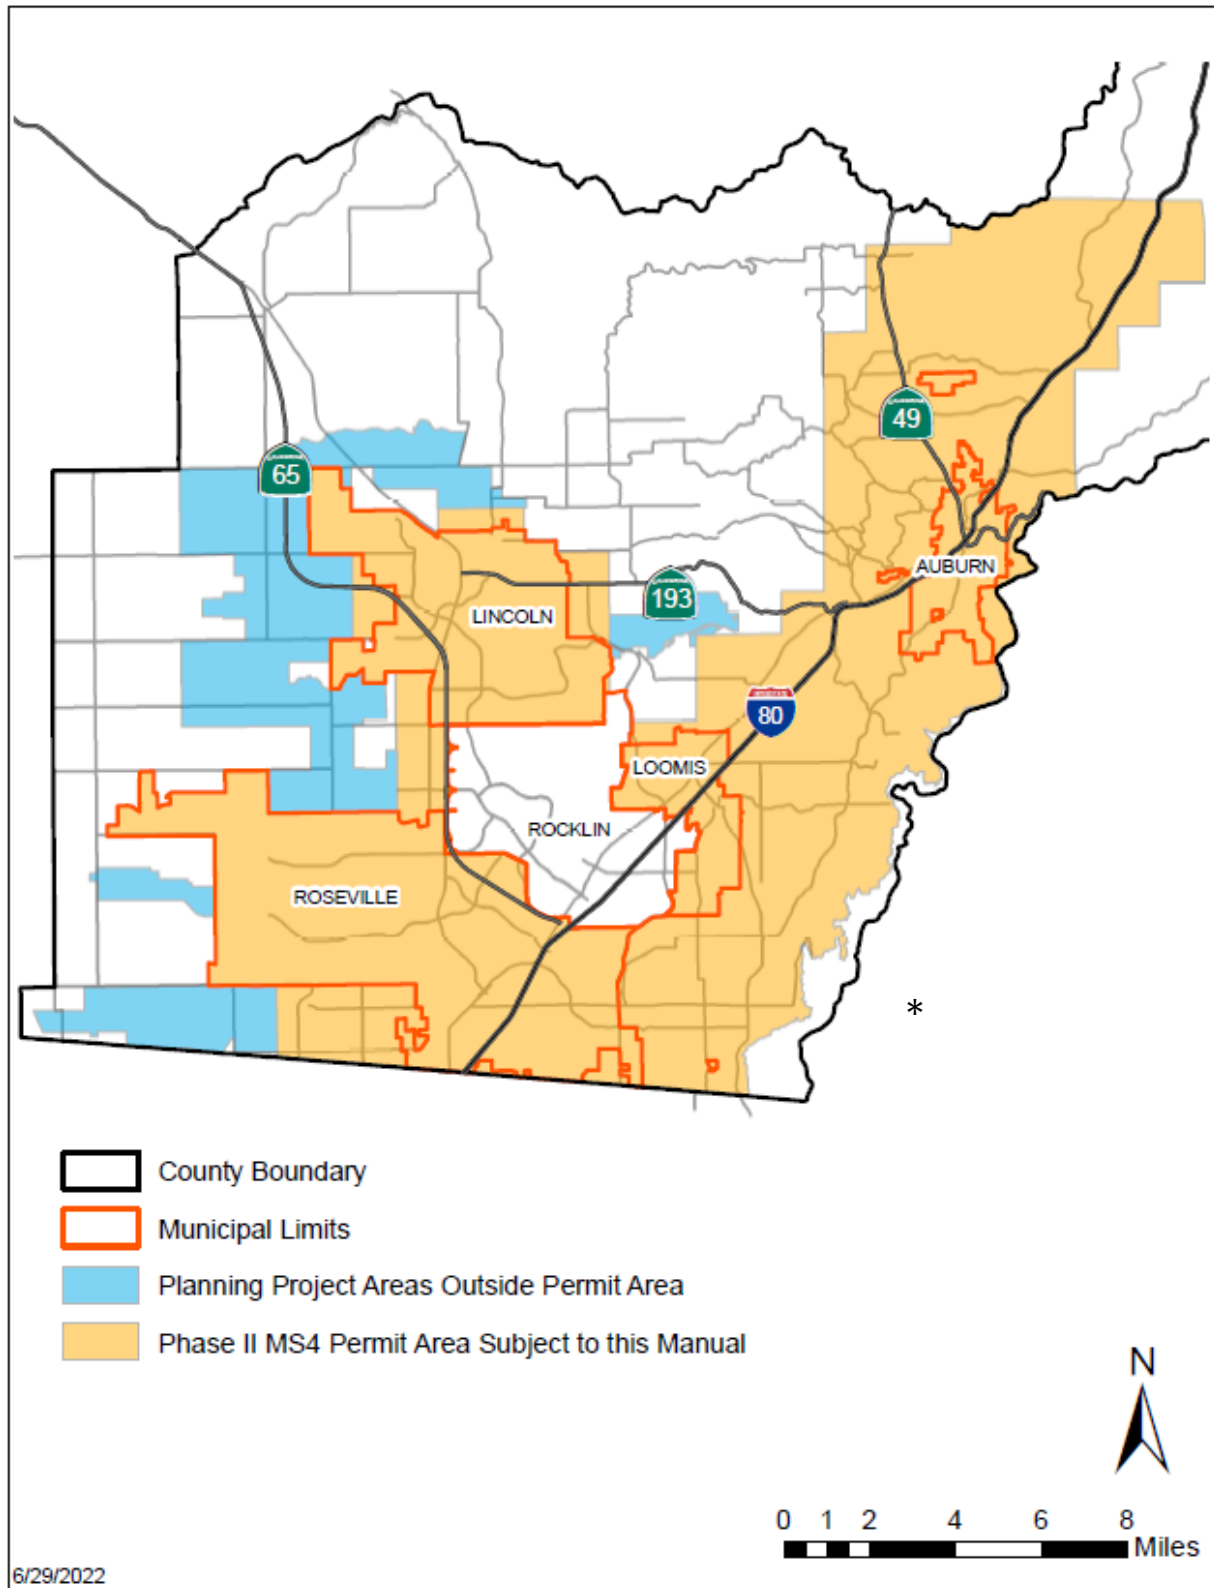 49
65
AUBURN
193
LINCOLN
80
LOOMIS
ROCKLIN
ROSEVILLE
*
County Boundary
Municipal Limits
Planning Project Areas Outside Permit Area
Phase II MS4 Permit Area Subject to this Manual
N
0 1 2 4 6 8
Miles
6/29/2022